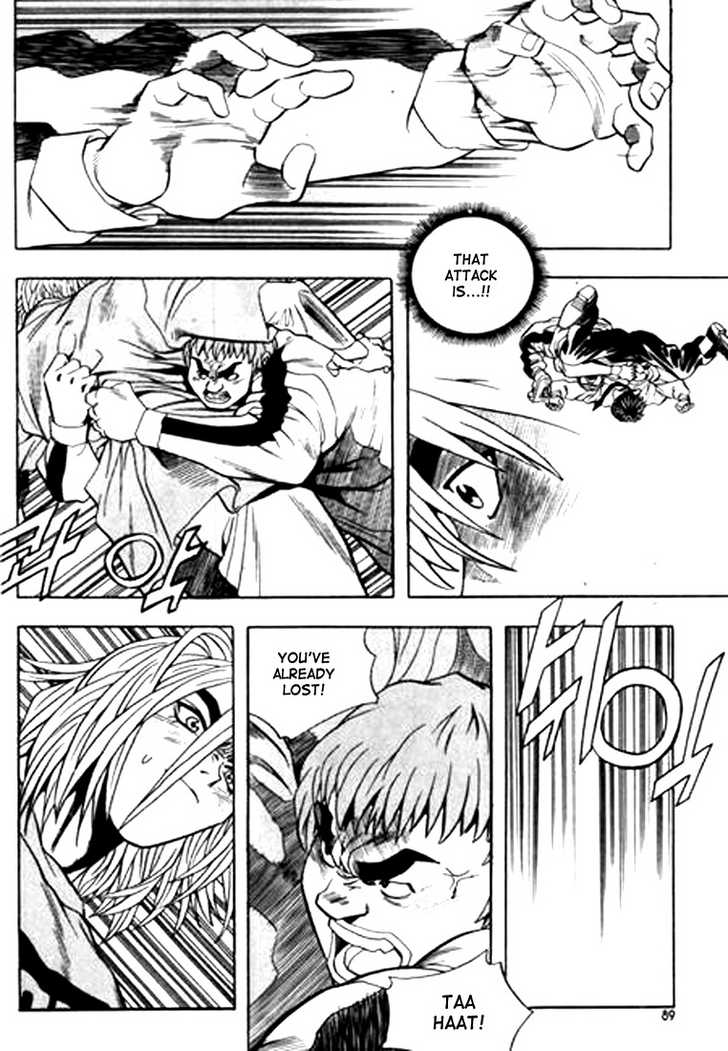 THAT
ATTACK
IS...!!
YOU'VE
ALREADY
LOST!
TAA
HAAT!
89